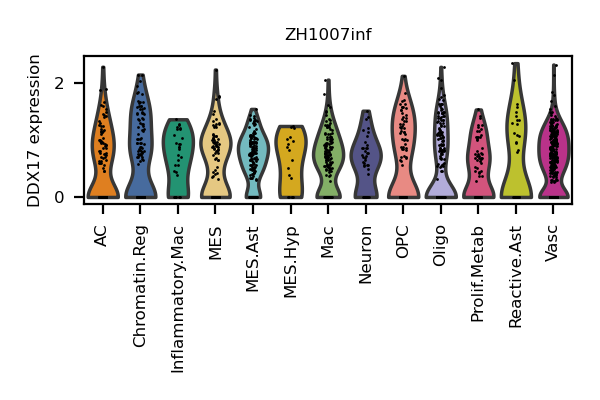 ZH1007inf
DDX17 expression
2
0
AC
Chromatin.Reg
Inflammatory.Mac
MES
MES.Ast
MES.Hyp
Mac
Neuron
OPC
Oligo
Prolif.Metab
Reactive.Ast
Vasc